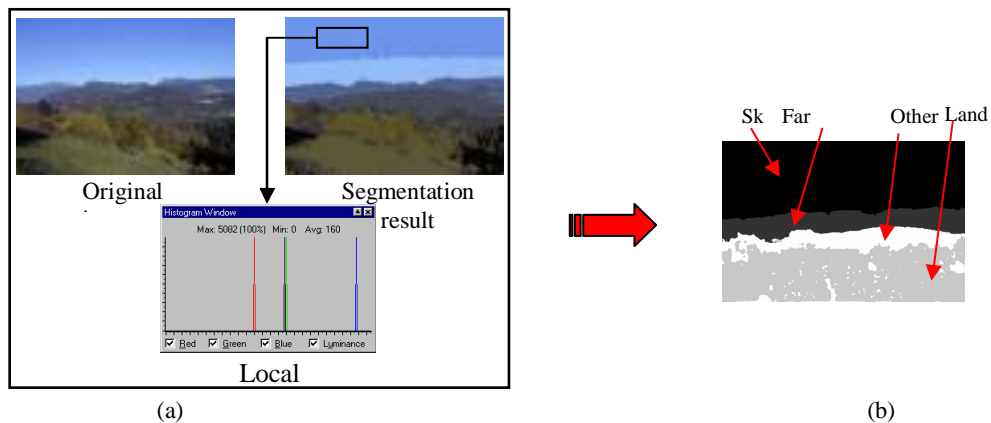 Original
Segmentation
result
Histogram Window
Max: 5082 (100%) Min: 0 Avg: 160
Red Green Blue Luminance
Local
(a)
Sk Far Other Land
(b)